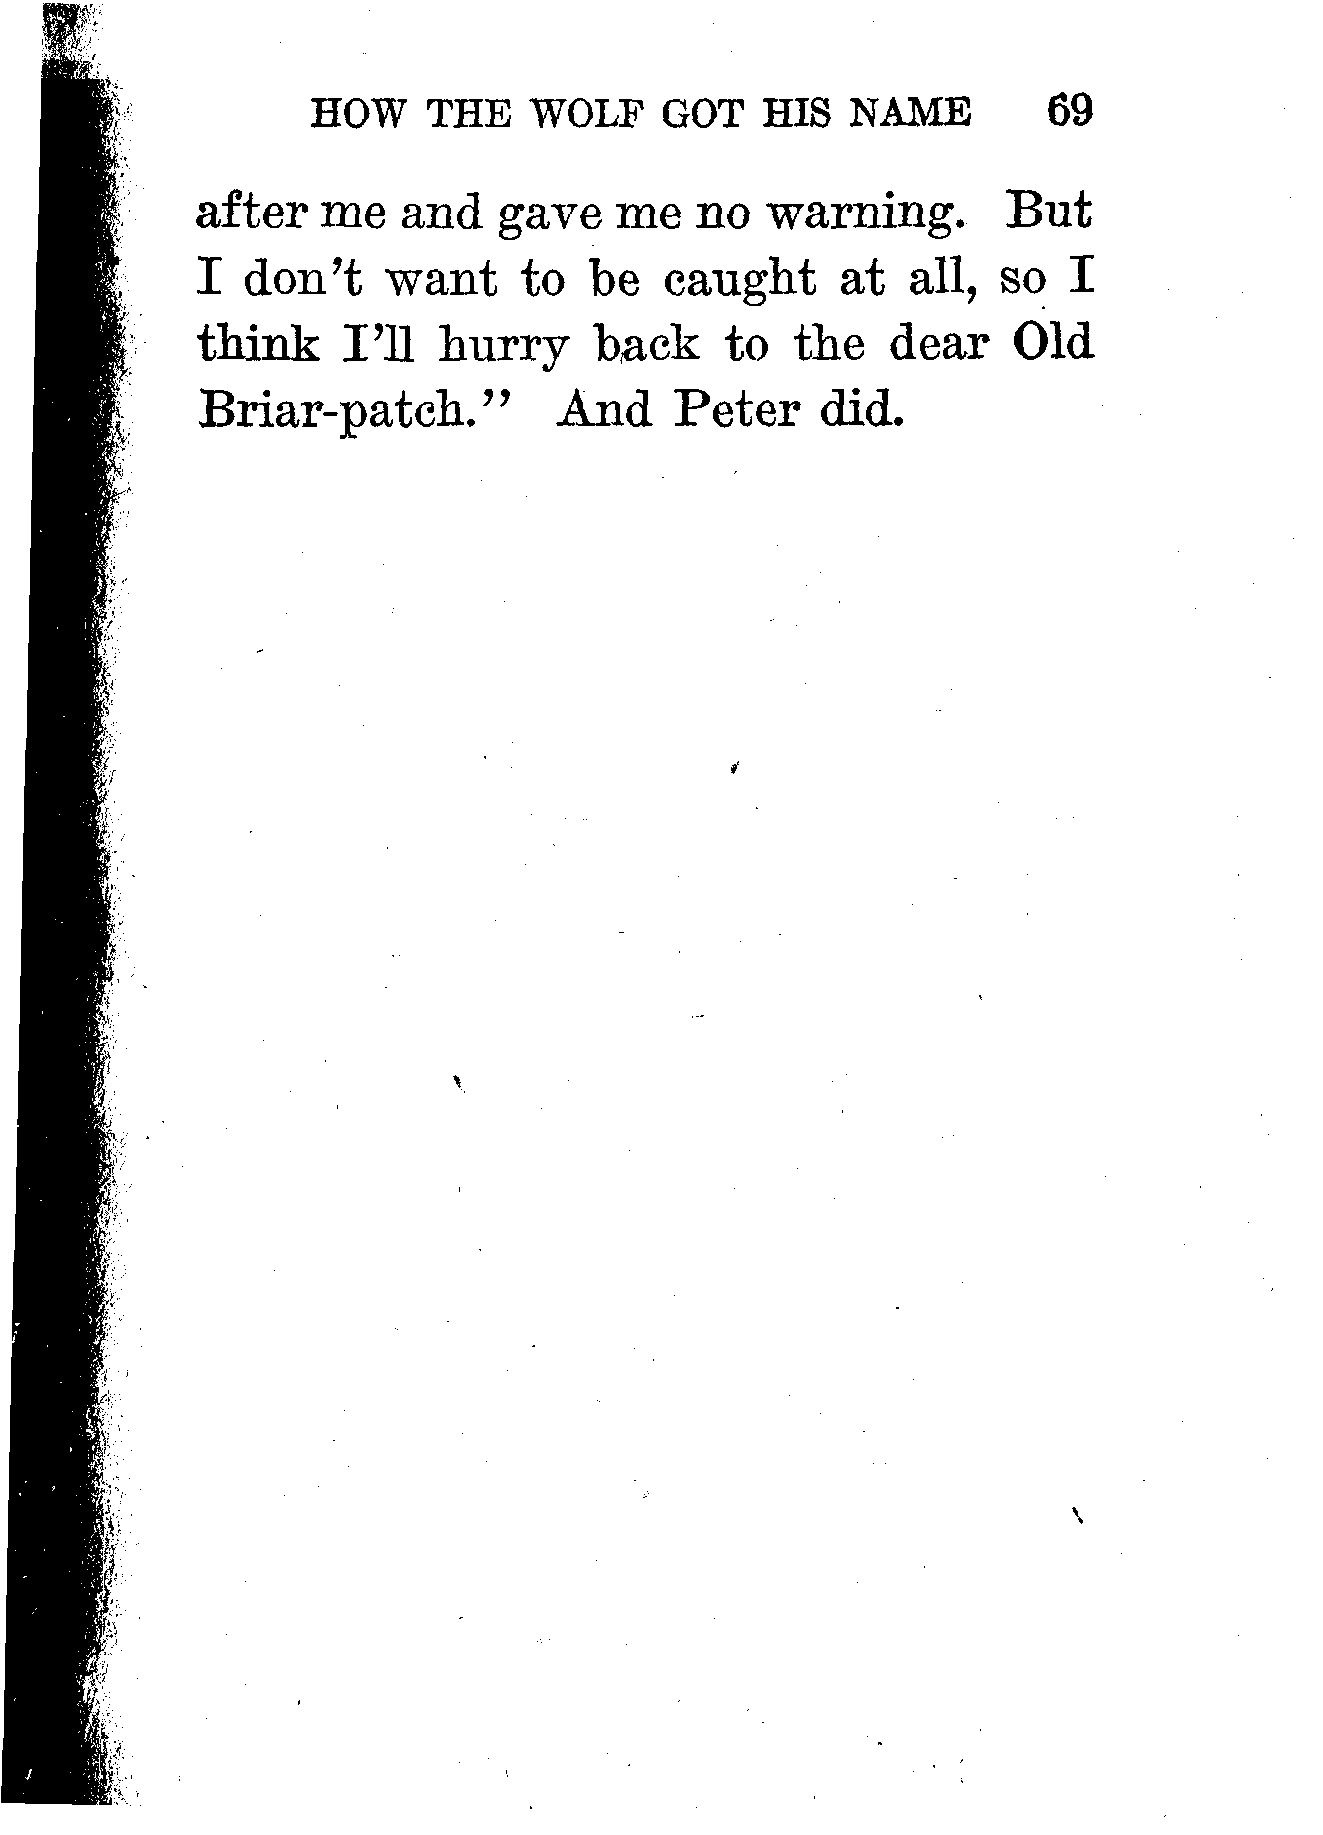 HOW THE WOLF GOT HIS NAME 69
after me and gave me no warning. But
I don't want to be caught at all, so I
think I'll hurry back to the dear Old
Briar-patch." And Peter did.